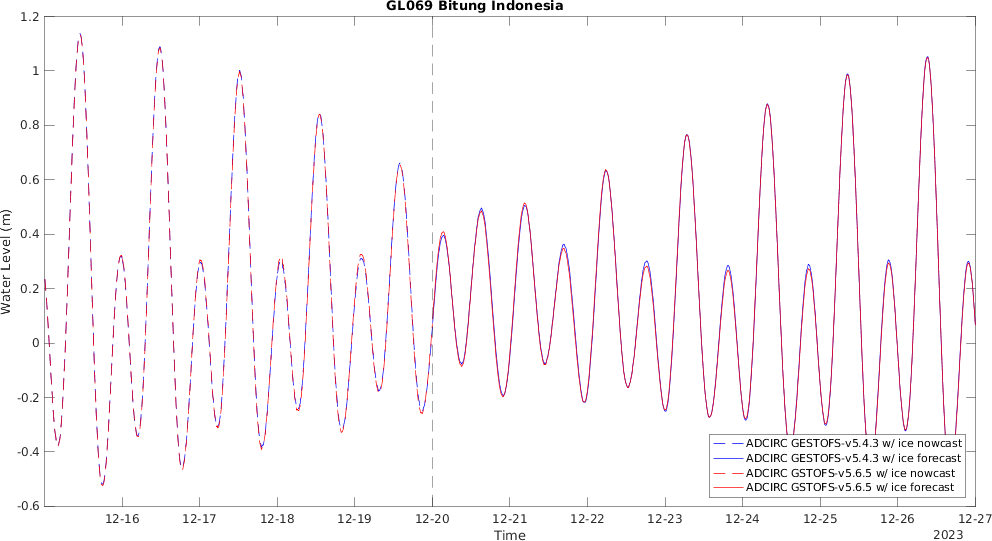 GL069 Bitung Indonesia
1.2
1
0.8
0.6
0.4
0.2
0
-0.2
-0.4
-0.6
Water Level (m)
ADCIRC GESTOFS-v5.4.3 w/ ice nowcast
ADCIRC GESTOFS-v5.4.3 w/ ice forecast
ADCIRC GSTOFS-v5.6.5 w/ ice nowcast
ADCIRC GSTOFS-v5.6.5 w/ ice forecast
12-16 12-17 12-18 12-19 12-20 12-21 12-22 12-23 12-24 12-25 12-26 12-27
Time
2023